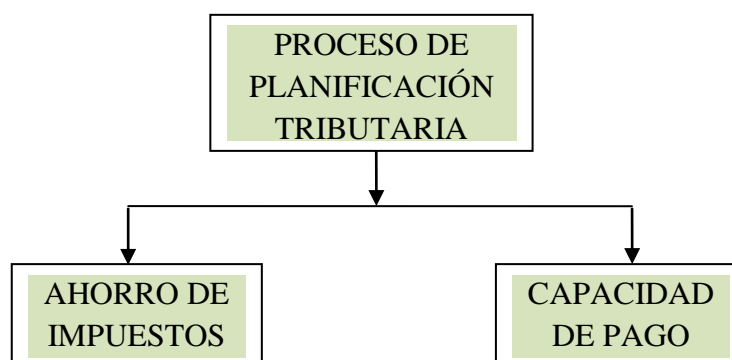 PROCESO DE
PLANIFICACIÓN
TRIBUTARIA
AHORRO DE
IMPUESTOS
CAPACIDAD
DE PAGO